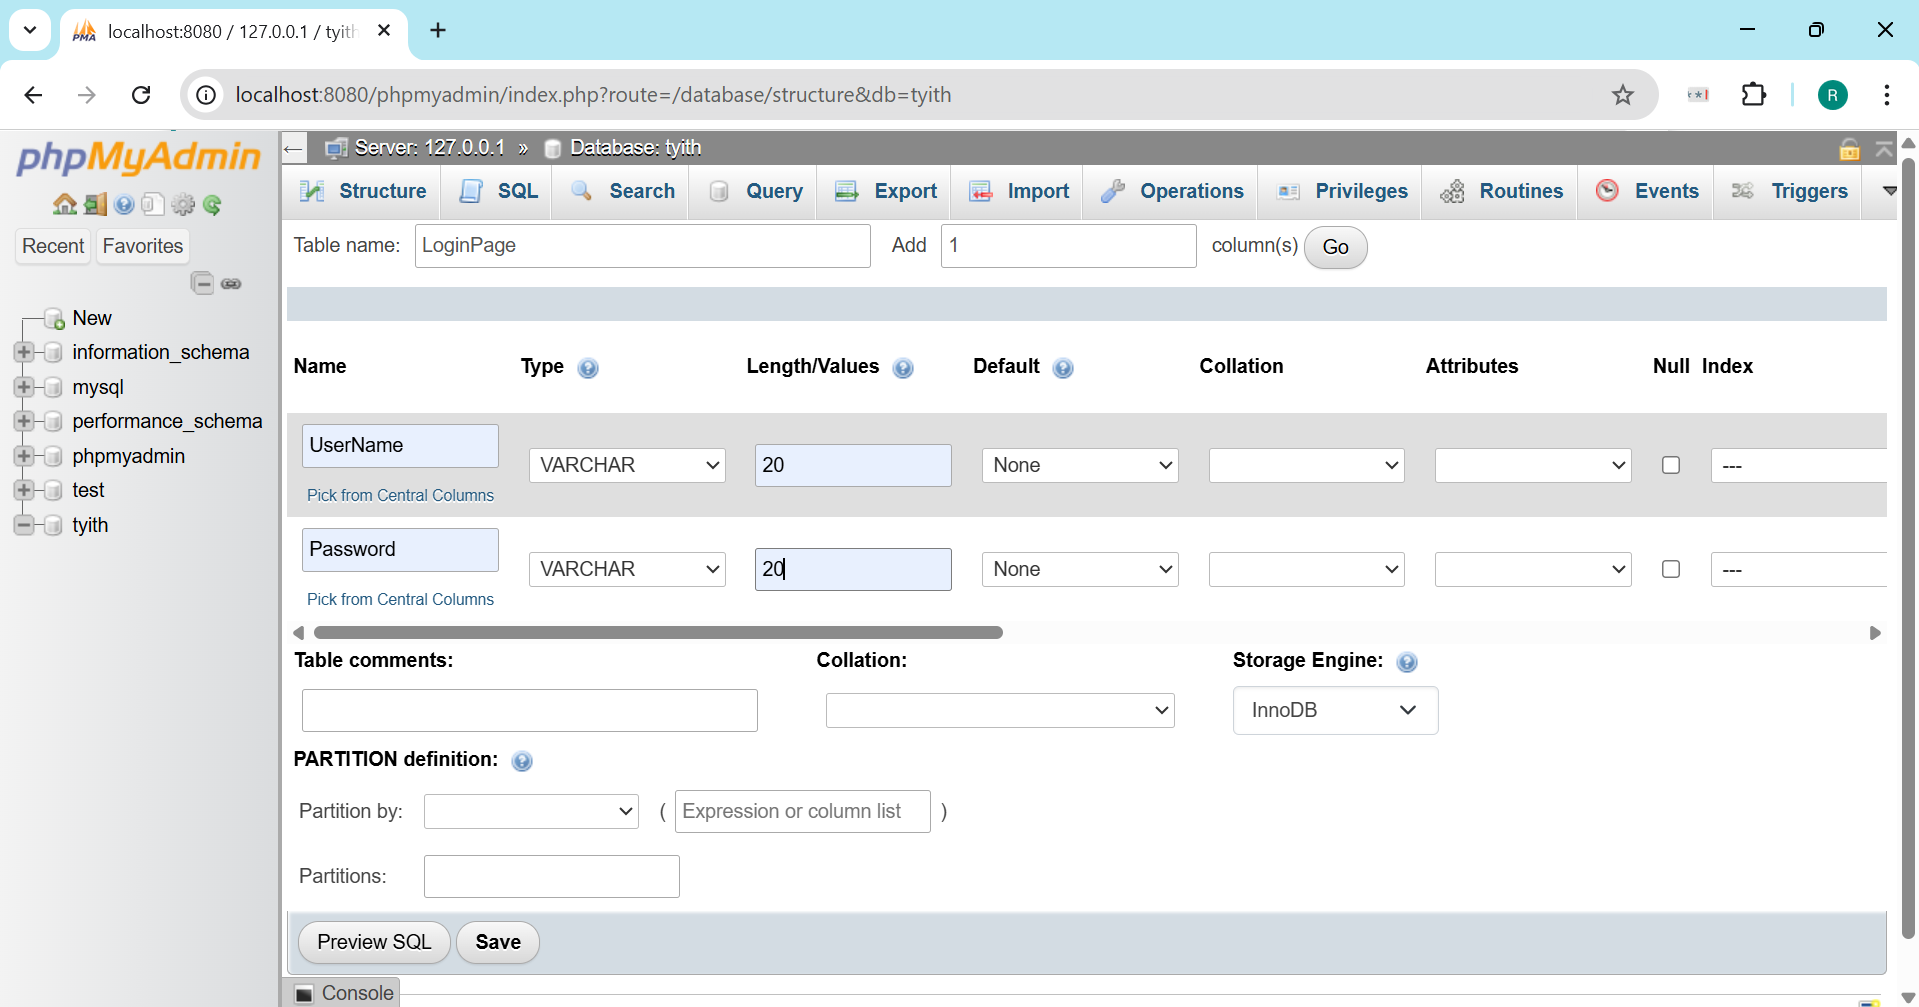 localhost:8080 / 127.0.0.1 / tyith
localhost:8080/phpmyadmin/index.php?route=/database/structure&db=tyith
R
phpMyAdmin
Recent
Favorites
New
information_schema
mysql
performance_schema
phpmyadmin
test
tyith
Server: 127.0.0.1 » Database: tyith
Structure SQL Search Query Export Import Operations Privileges Routines Events Triggers
Table name: LoginPage Add 1 column(s) Go
Name Type Length/Values Default Collation Attributes Null Index
UserName VARCHAR 20 None ---
Pick from Central Columns
Password VARCHAR 20 None ---
Pick from Central Columns
Table comments: Collation: Storage Engine:
InnoDB
PARTITION definition:
Partition by: ( Expression or column list )
Partitions:
Preview SQL Save
Console